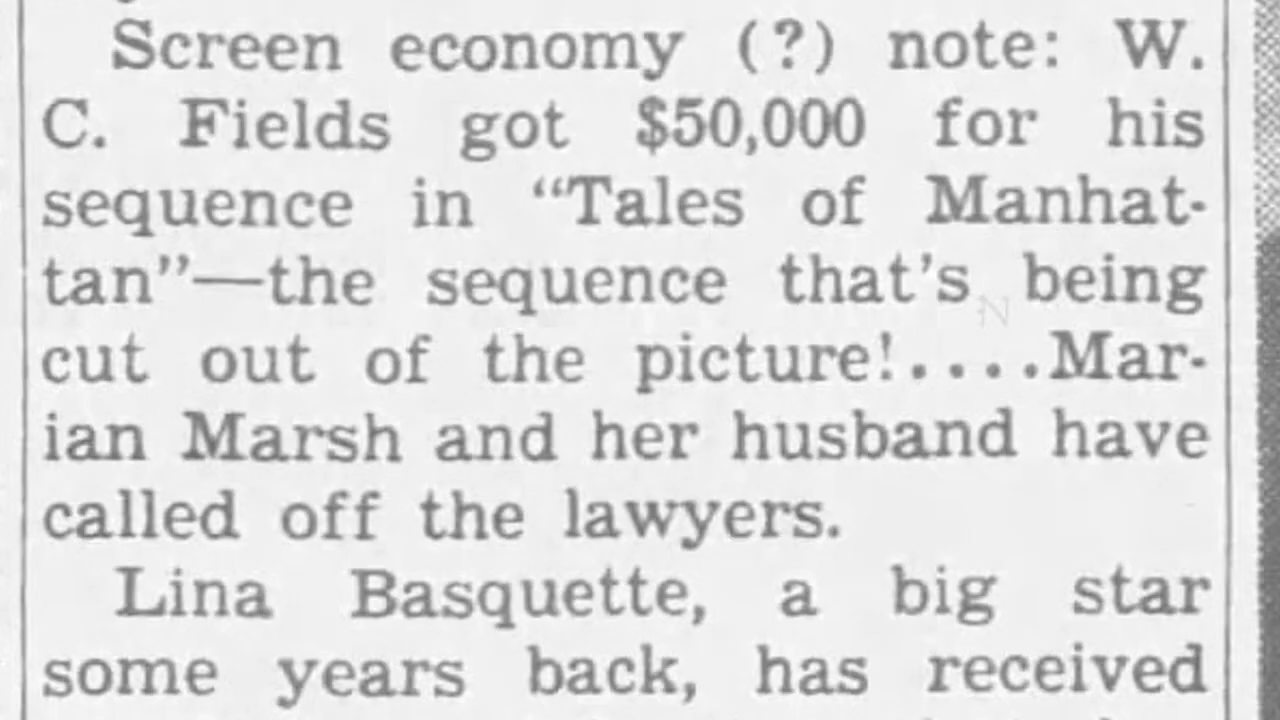 Screen economy (?) note: W.
C. Fields got $50,000 for his
sequence in “Tales of Manhat-
tan”—the sequence that's being
cut out of the picture!....Mar-
ian Marsh and her husband have
called off the lawyers.
Lina Basquette, a big star
some years back, has received